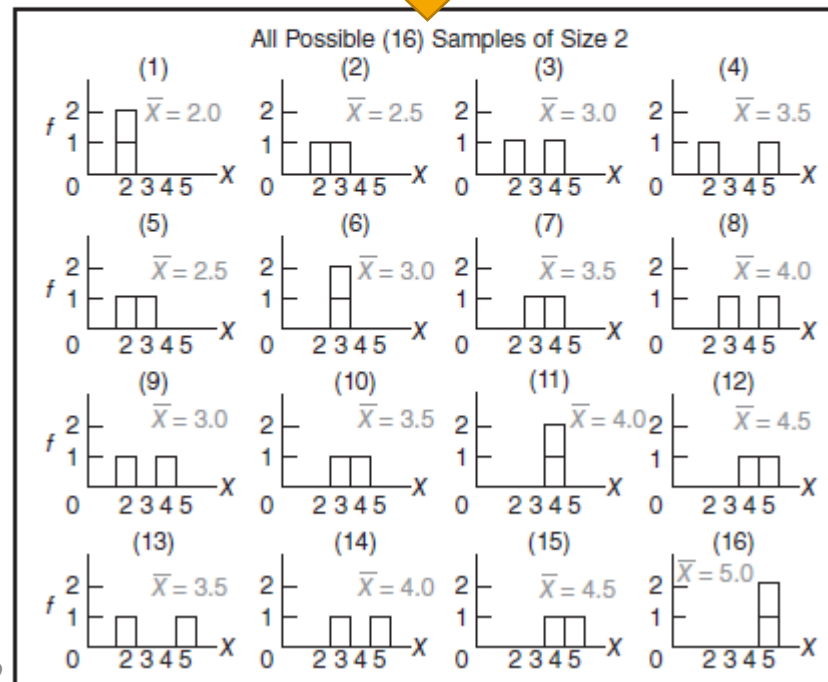 All Possible (16) Samples of Size 2
(1) (2) (3) (4)
f 2 X̅ = 2.0 2 X̅ = 2.5 2 X̅ = 3.0 2 X̅ = 3.5
1 1 1 1
0 2 3 4 5 X 0 2 3 4 5 X 0 2 3 4 5 X 0 2 3 4 5 X
(5) (6) (7) (8)
f 2 X̅ = 2.5 2 X̅ = 3.0 2 X̅ = 3.5 2 X̅ = 4.0
1 1 1 1
0 2 3 4 5 X 0 2 3 4 5 X 0 2 3 4 5 X 0 2 3 4 5 X
(9) (10) (11) (12)
f 2 X̅ = 3.0 2 X̅ = 3.5 2 X̅ = 4.0 2 X̅ = 4.5
1 1 1 1
0 2 3 4 5 X 0 2 3 4 5 X 0 2 3 4 5 X 0 2 3 4 5 X
(13) (14) (15) (16)
f 2 X̅ = 3.5 2 X̅ = 4.0 2 X̅ = 4.5 2 X̅ = 5.0
1 1 1 1
0 2 3 4 5 X 0 2 3 4 5 X 0 2 3 4 5 X 0 2 3 4 5 X